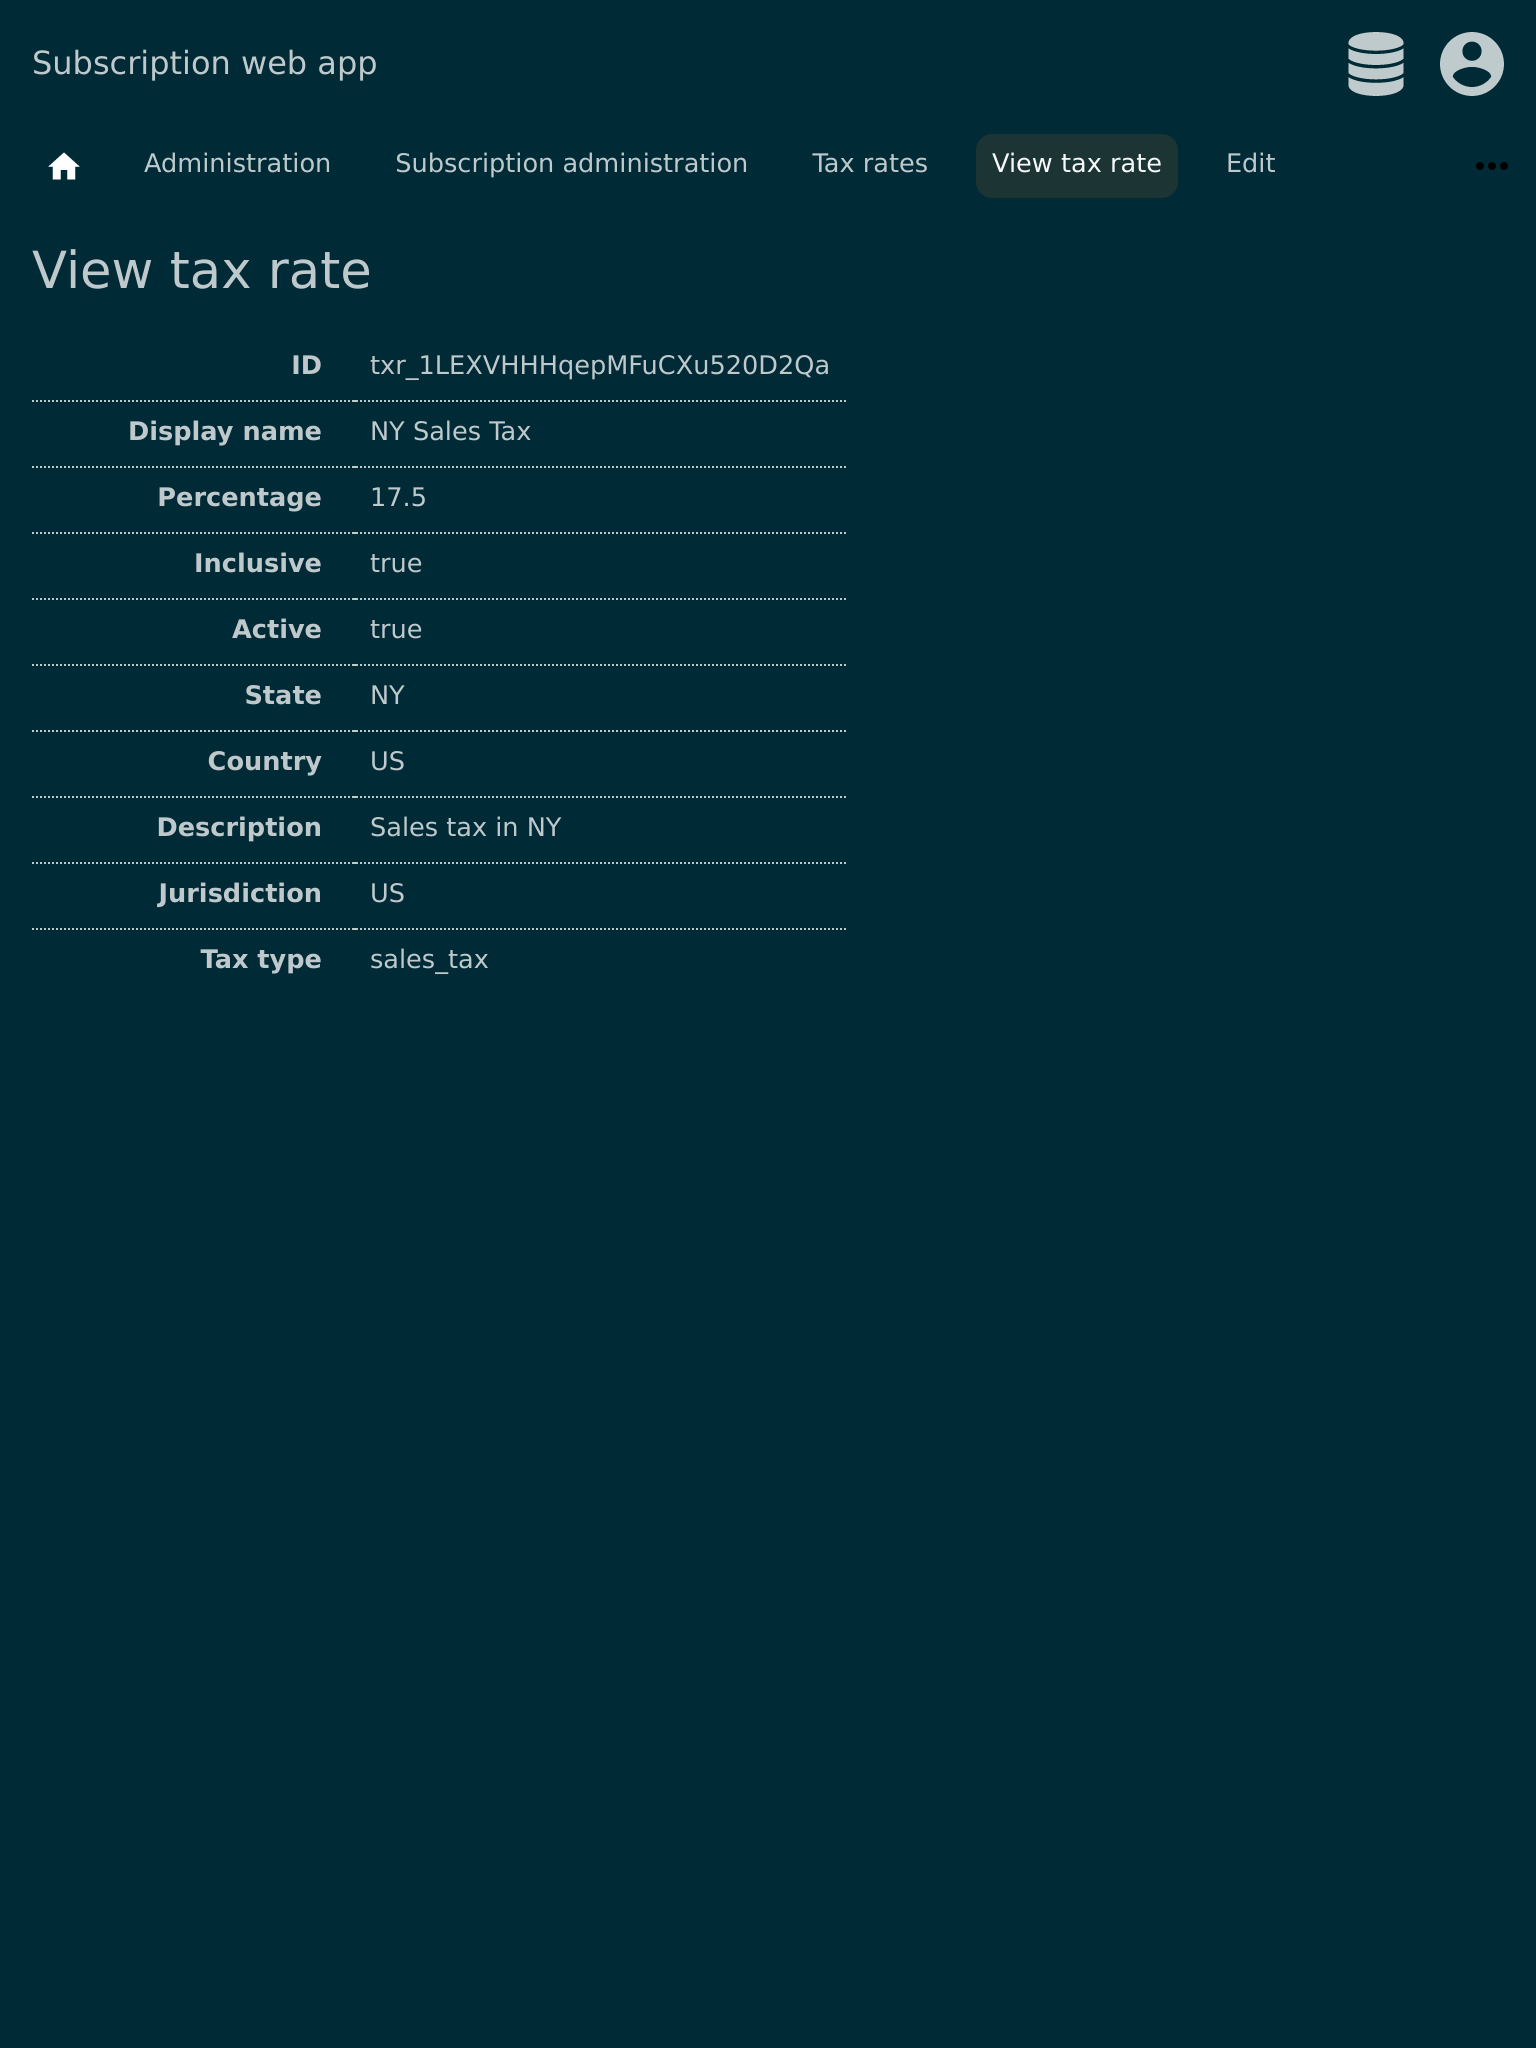 Subscription web app
Administration Subscription administration Tax rates View tax rate Edit
View tax rate
ID txr_1LEXVHHHqepMFuCXu520D2Qa
Display name NY Sales Tax
Percentage 17.5
Inclusive true
Active true
State NY
Country US
Description Sales tax in NY
Jurisdiction US
Tax type sales_tax